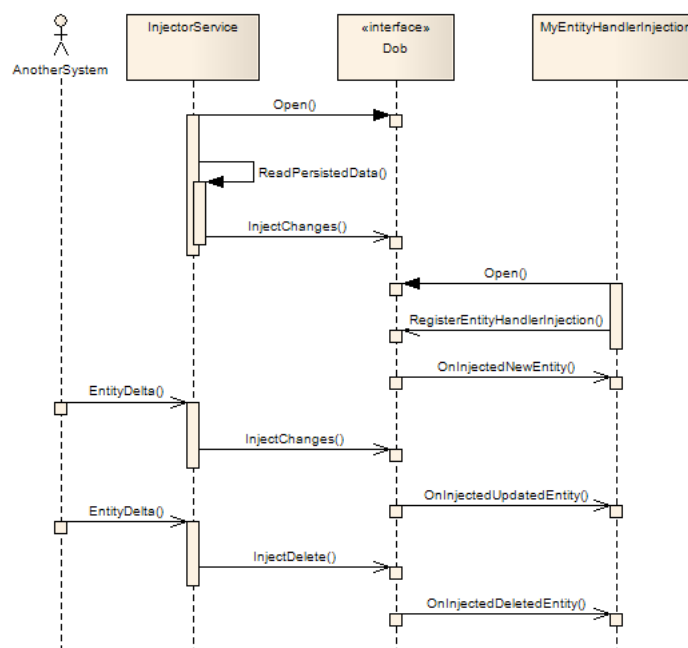 InjectorService
«interface»
Dob
MyEntityHandlerInjection
AnotherSystem
Open()
ReadPersistedData()
InjectChanges()
Open()
RegisterEntityHandlerInjection()
OnInjectedNewEntity()
EntityDelta()
InjectChanges()
OnInjectedUpdatedEntity()
EntityDelta()
InjectDelete()
OnInjectedDeletedEntity()